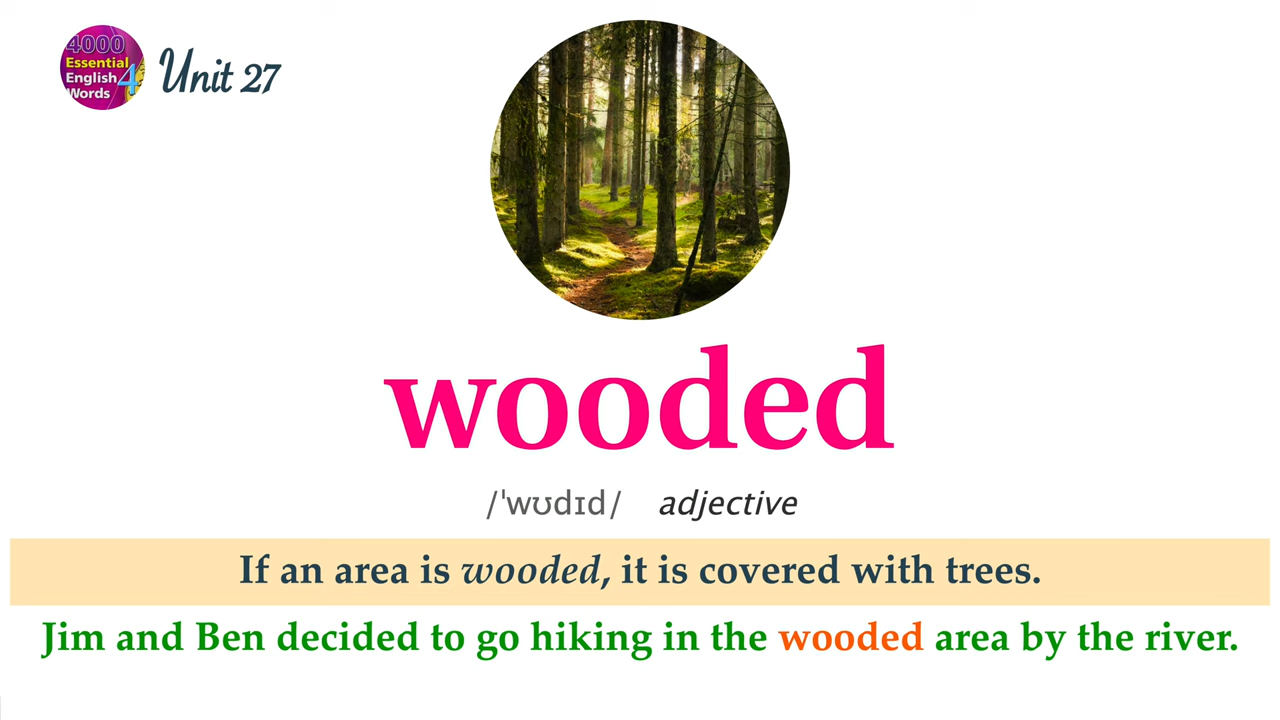 4000
Essential
English
Words
4
Unit 27
wooded
/ˈwʊdɪd/ adjective
If an area is wooded, it is covered with trees.
Jim and Ben decided to go hiking in the wooded area by the river.